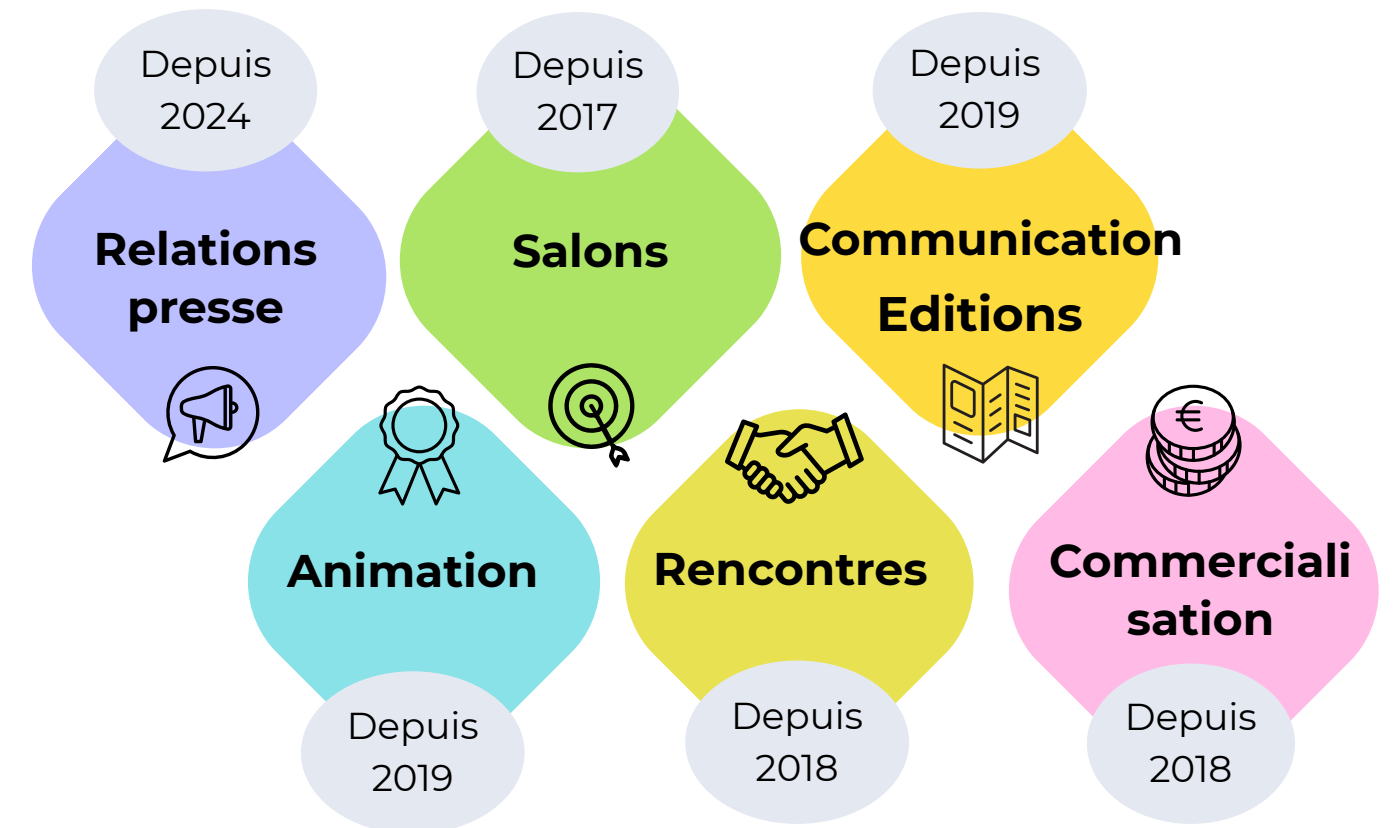 Depuis
2024
Relations
presse
Depuis
2017
Salons
Depuis
2019
Communication
Editions
Animation
Depuis
2019
Rencontres
Depuis
2018
€
Commerciali
sation
Depuis
2018